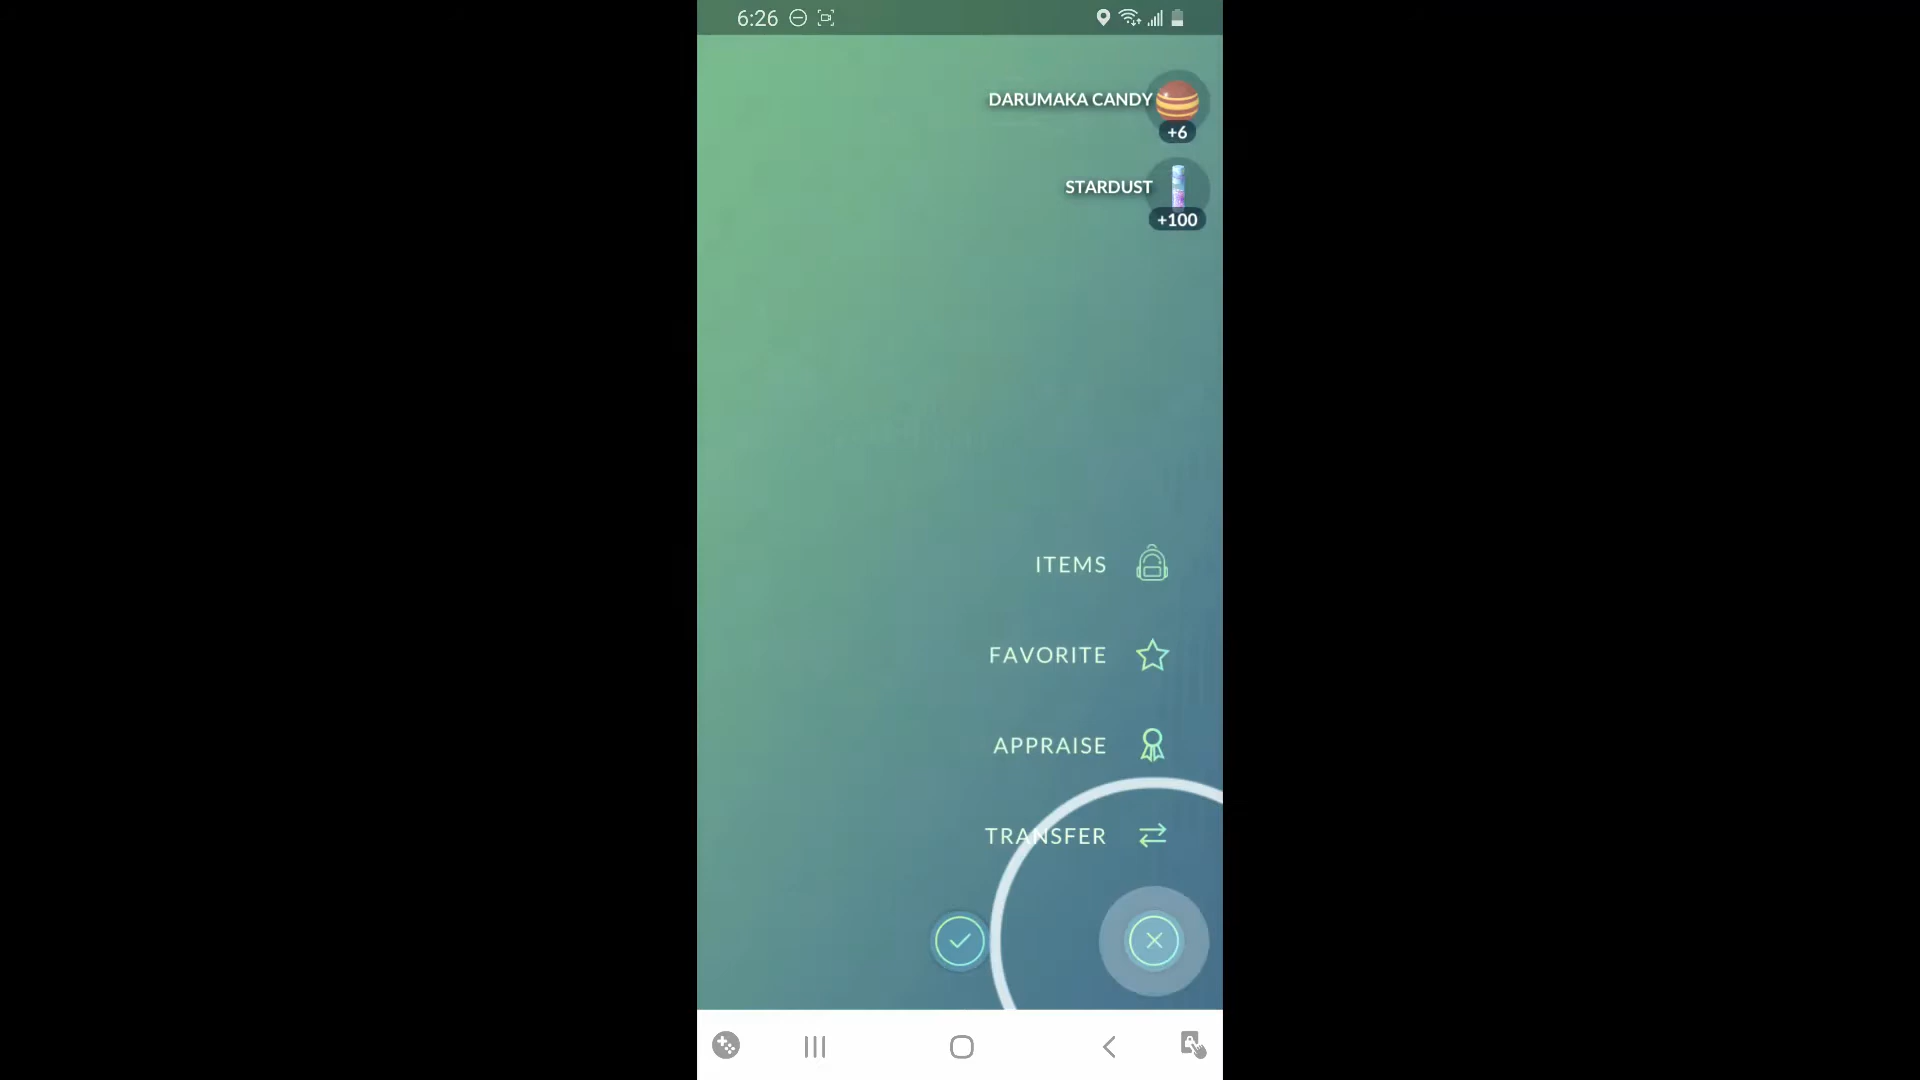 6:26
DARUMAKA CANDY
+6
STARDUST
+100
ITEMS
FAVORITE
APPRAISE
TRANSFER